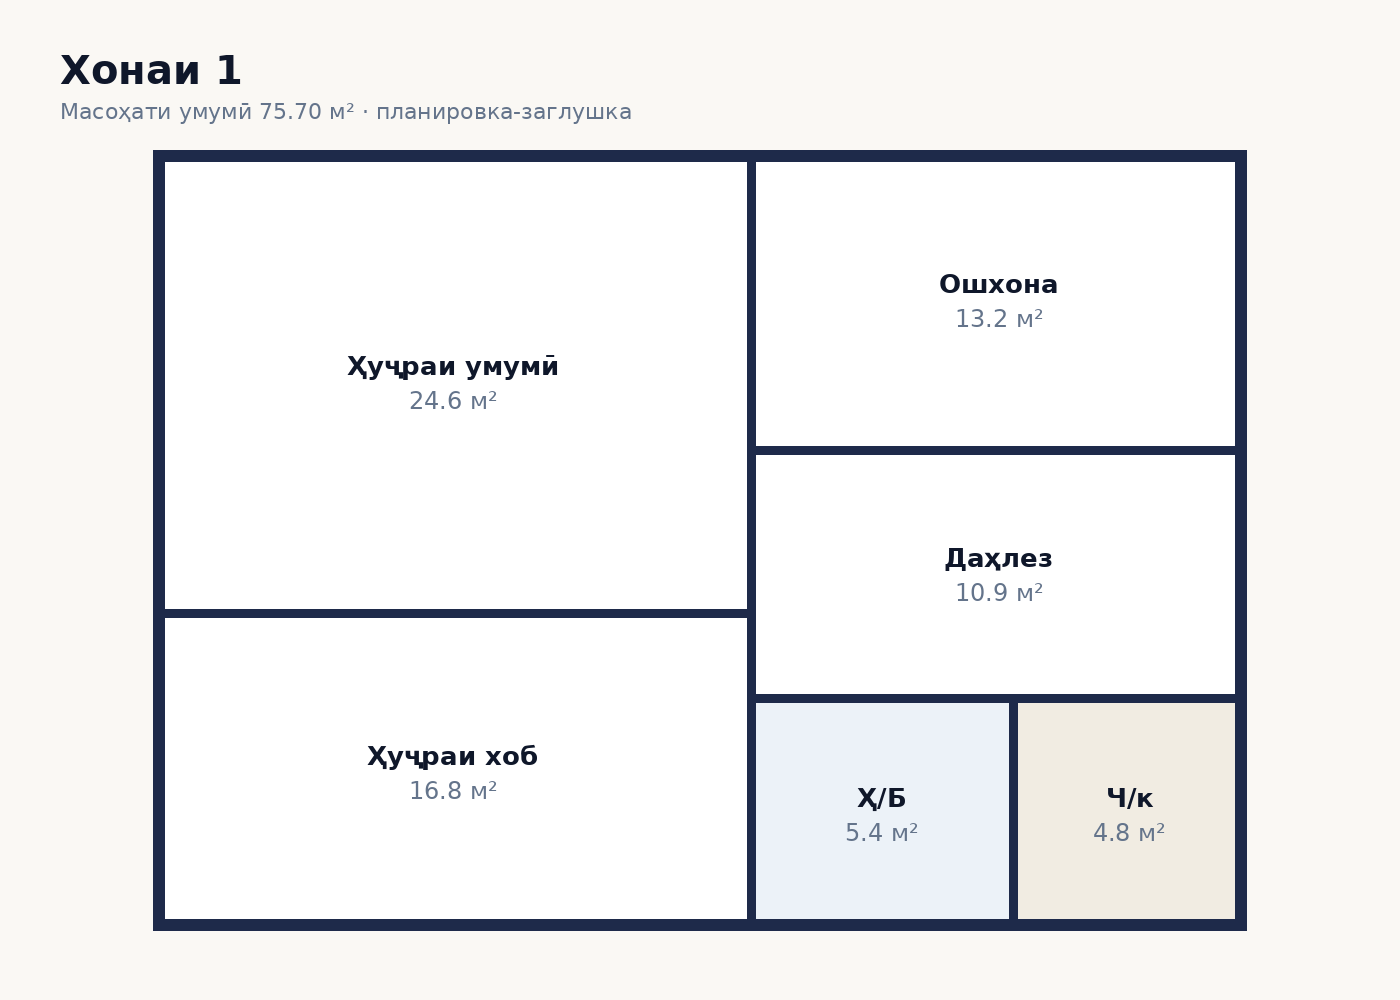 Хонаи 1
Масоҳати умумӣ 75.70 м² · планировка-заглушка
Ҳуҷраи умумӣ
24.6 м²
Ошхона
13.2 м²
Даҳлез
10.9 м²
Ҳуҷраи хоб
16.8 м²
Ҳ/Б
5.4 м²
Ч/к
4.8 м²